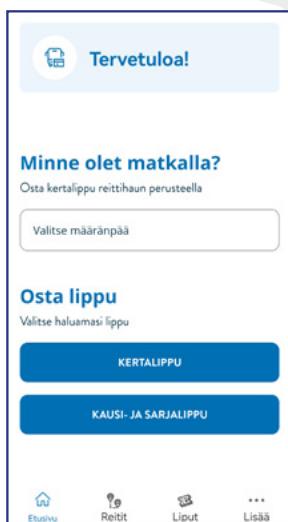 Tervetuloa!
Minne olet matkalla?
Osta kertalippu reittihaun perusteella
Valitse määränpää
Osta lippu
Valitse haluamasi lippu
KERTALIPPU
KAUSI- JA SARJALIPPU
Etusivu Reitit Liput Lisää